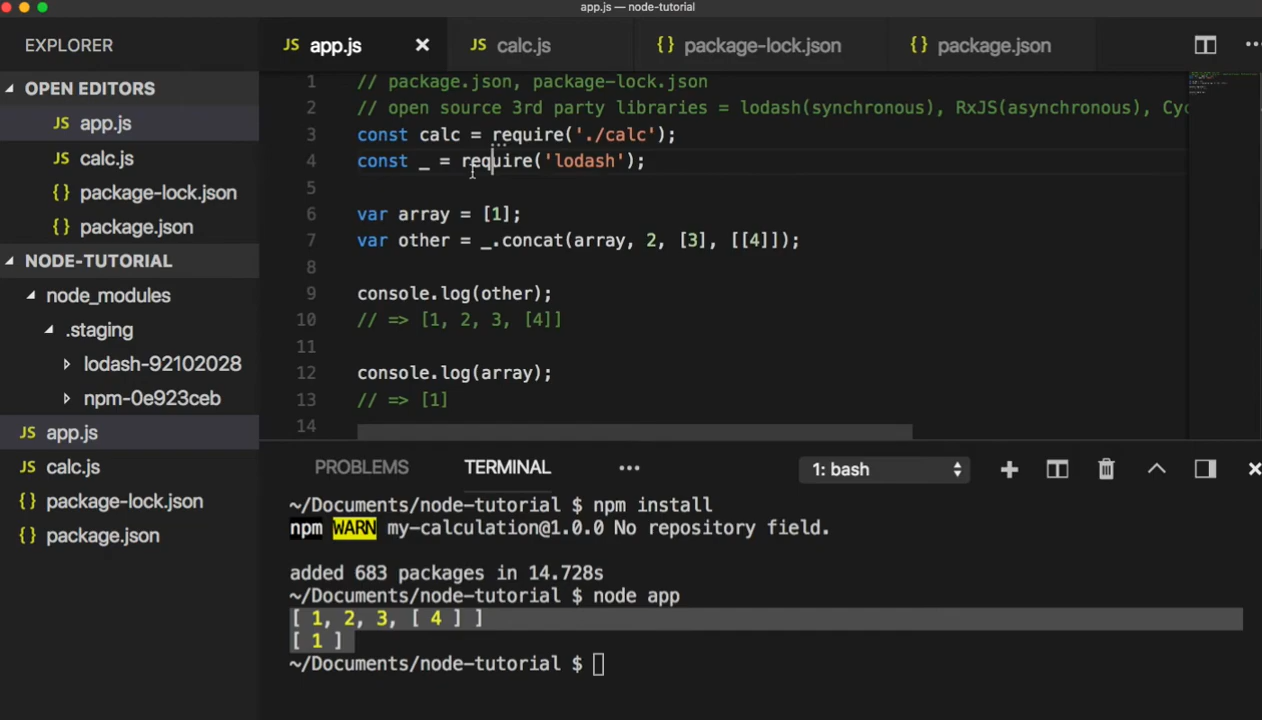 app.js — node-tutorial
EXPLORER
OPEN EDITORS
JS app.js
JS calc.js
{} package-lock.json
{} package.json
NODE-TUTORIAL
node_modules
.staging
lodash-92102028
npm-0e923ceb
JS app.js
JS calc.js
{} package-lock.json
{} package.json
JS app.js JS calc.js {} package-lock.json {} package.json
1 // package.json, package-lock.json
2 // open source 3rd party libraries = lodash(synchronous), RxJS(asynchronous),
3 const calc = require('./calc');
4 const _ = require('lodash');
5
6 var array = [1];
7 var other = _.concat(array, 2, [3], [[4]]);
8
9 console.log(other);
10 // => [1, 2, 3, [4]]
11
12 console.log(array);
13 // => [1]
14
PROBLEMS TERMINAL 1: bash
~/Documents/node-tutorial $ npm install
npm WARN my-calculation@1.0.0 No repository field.
added 683 packages in 14.728s
~/Documents/node-tutorial $ node app
[ 1, 2, 3, [ 4 ] ]
[ 1 ]
~/Documents/node-tutorial $